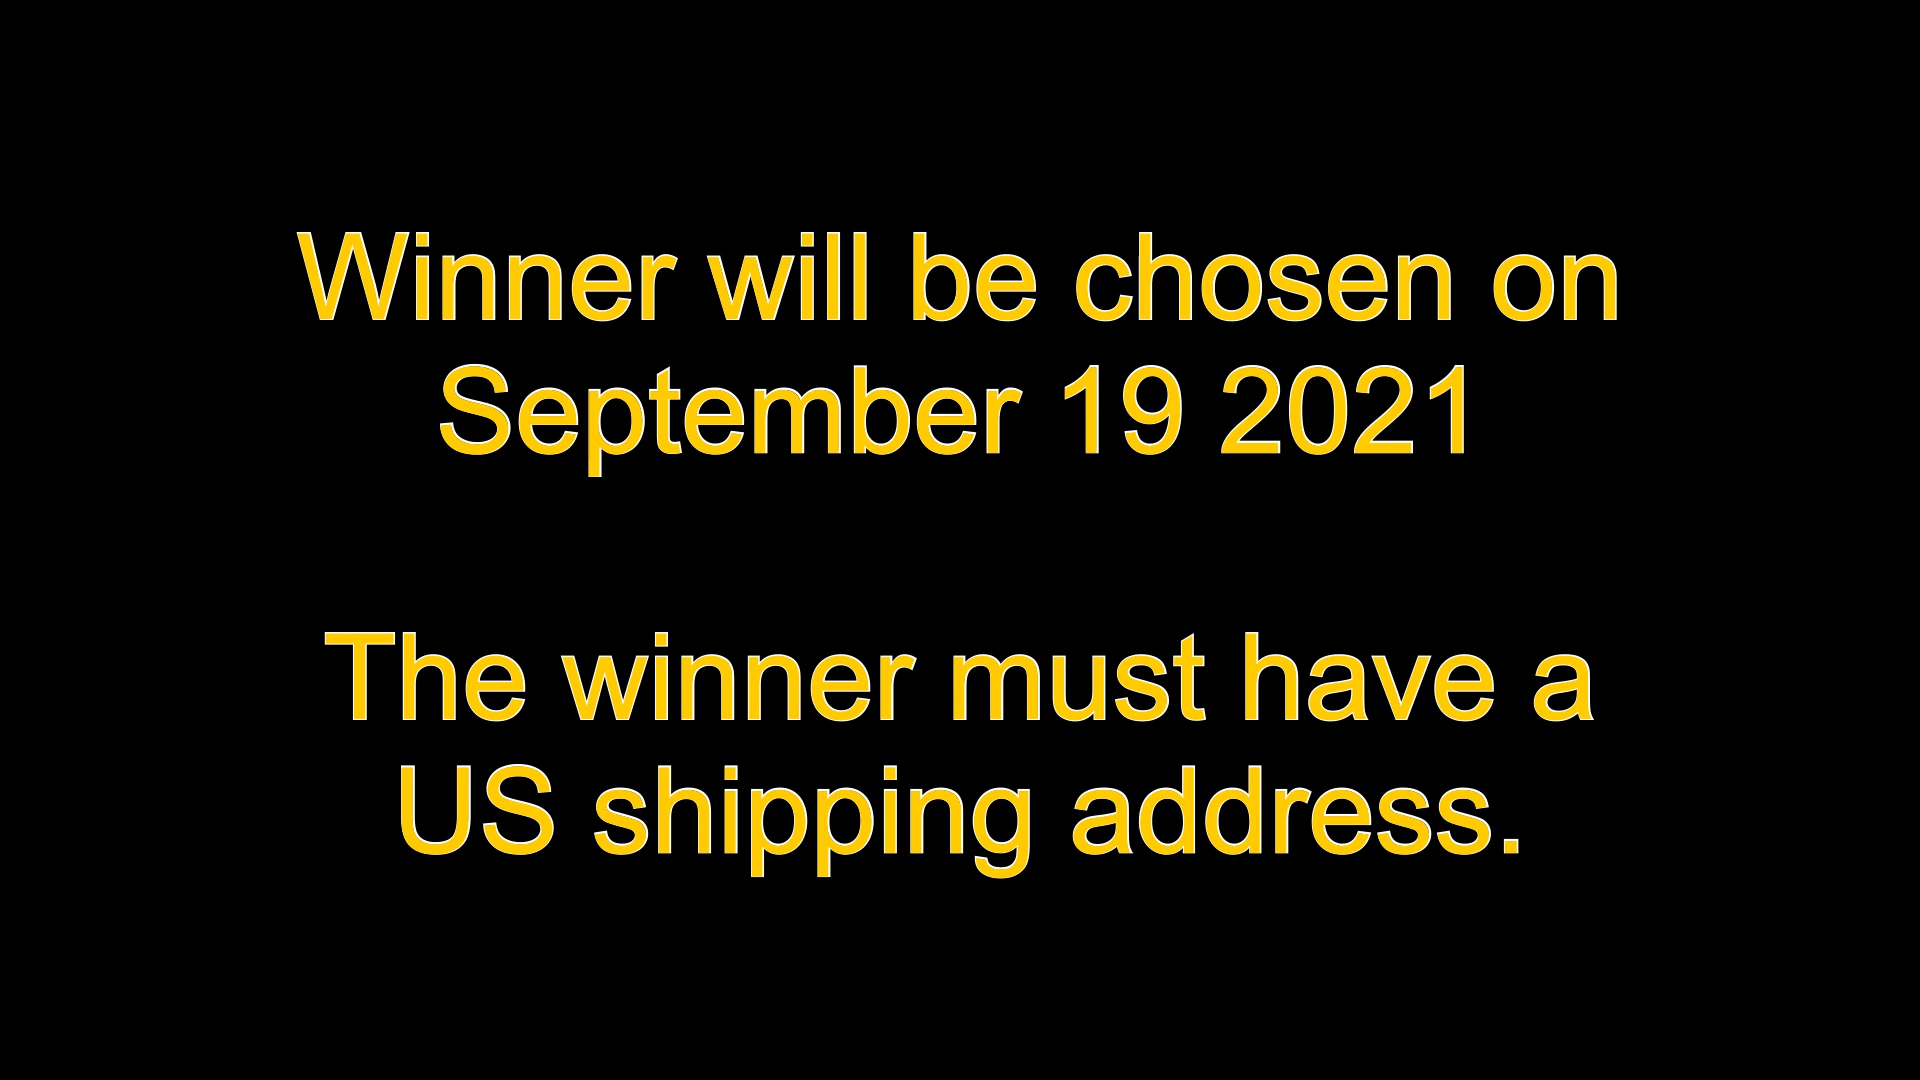 Winner will be chosen on
September 19 2021
The winner must have a
US shipping address.